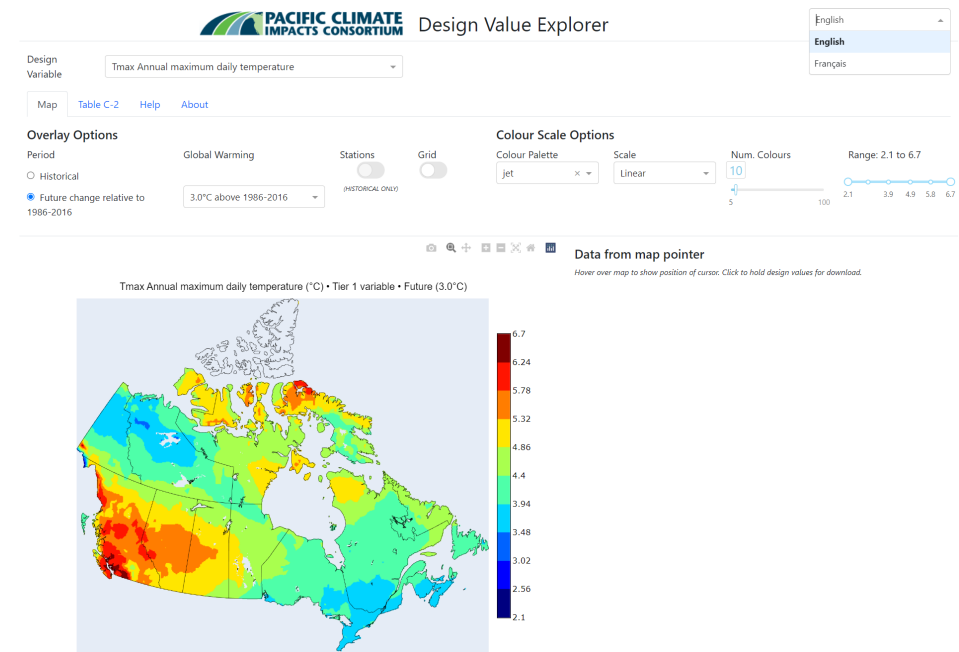 PACIFIC CLIMATE
IMPACTS CONSORTIUM
Design Value Explorer
English
English
Français
Design
Variable
Tmax Annual maximum daily temperature
Map
Table C-2
Help
About
Overlay Options
Period
Historical
Future change relative to
1986-2016
Global Warming
3.0°C above 1986-2016
Stations
(HISTORICAL ONLY)
Grid
Colour Scale Options
Colour Palette
jet
Scale
Linear
Num. Colours
10
5
100
Range: 2.1 to 6.7
2.1
3.9
4.9
5.8
6.7
Data from map pointer
Hover over map to show position of cursor. Click to hold design values for download.
Tmax Annual maximum daily temperature (°C) • Tier 1 variable • Future (3.0°C)
6.7
6.24
5.78
5.32
4.86
4.4
3.94
3.48
3.02
2.56
2.1